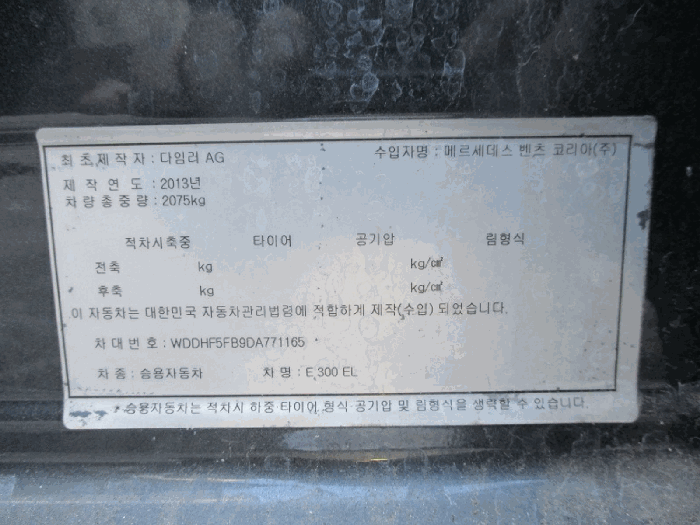 최초제작자 : 다임러 AG 수입자명 : 메르세데스 벤츠 코리아(주)
제 작 연 도 : 2013년
차량총중량 : 2075kg
적차시축중 타이어 공기압 림형식
전축 kg kg/㎠
후축 kg kg/㎠
이 자동차는 대한민국 자동차관리법령에 적합하게 제작(수입) 되었습니다.
차 대 번 호 : WDDHF5FB9DA771165
차 종 : 승용자동차 차 명 : E 300 EL
* 승용자동차는 적차시 하중 타이어 형식 공기압 및 림형식을 생략할 수 있습니다.